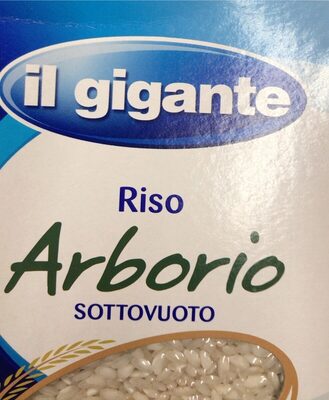 il gigante
Riso
Arborio
SOTTOVUOTO